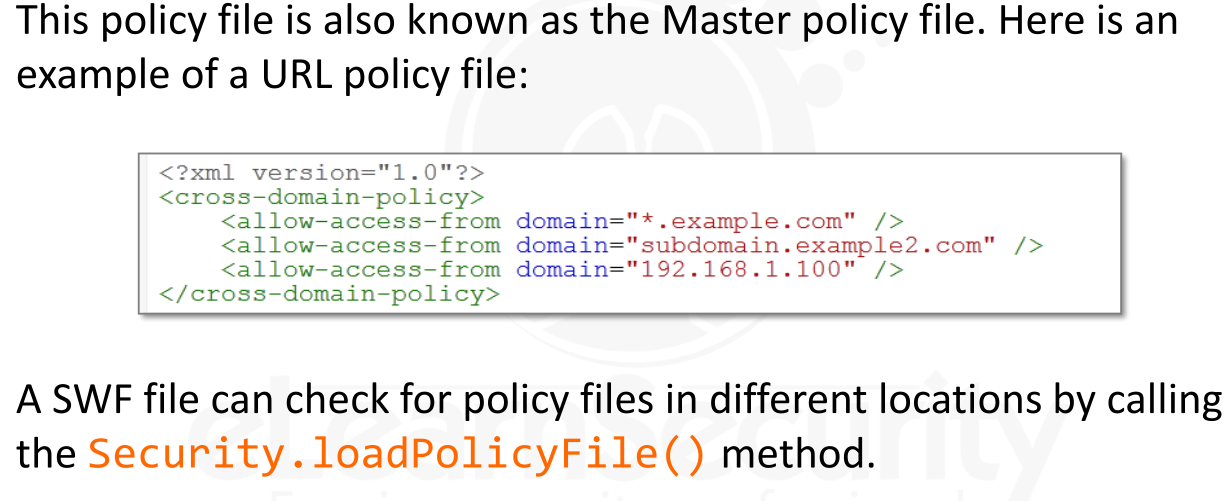 This policy file is also known as the Master policy file. Here is an
example of a URL policy file:
<?xml version="1.0"?>
<cross-domain-policy>
    <allow-access-from domain="*.example.com" />
    <allow-access-from domain="subdomain.example2.com" />
    <allow-access-from domain="192.168.1.100" />
</cross-domain-policy>
A SWF file can check for policy files in different locations by calling
the Security.loadPolicyFile() method.
eLearnSecurity